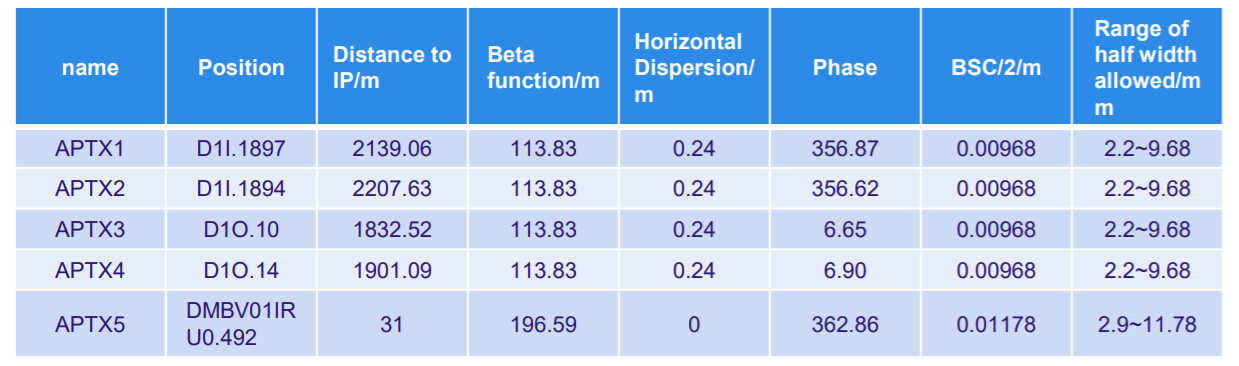 name Position Distance to IP/m Beta function/m Horizontal Dispersion/m Phase BSC/2/m Range of half width allowed/mm
APTX1 D1I.1897 2139.06 113.83 0.24 356.87 0.00968 2.2~9.68
APTX2 D1I.1894 2207.63 113.83 0.24 356.62 0.00968 2.2~9.68
APTX3 D1O.10 1832.52 113.83 0.24 6.65 0.00968 2.2~9.68
APTX4 D1O.14 1901.09 113.83 0.24 6.90 0.00968 2.2~9.68
APTX5 DMBV01IRU0.492 31 196.59 0 362.86 0.01178 2.9~11.78